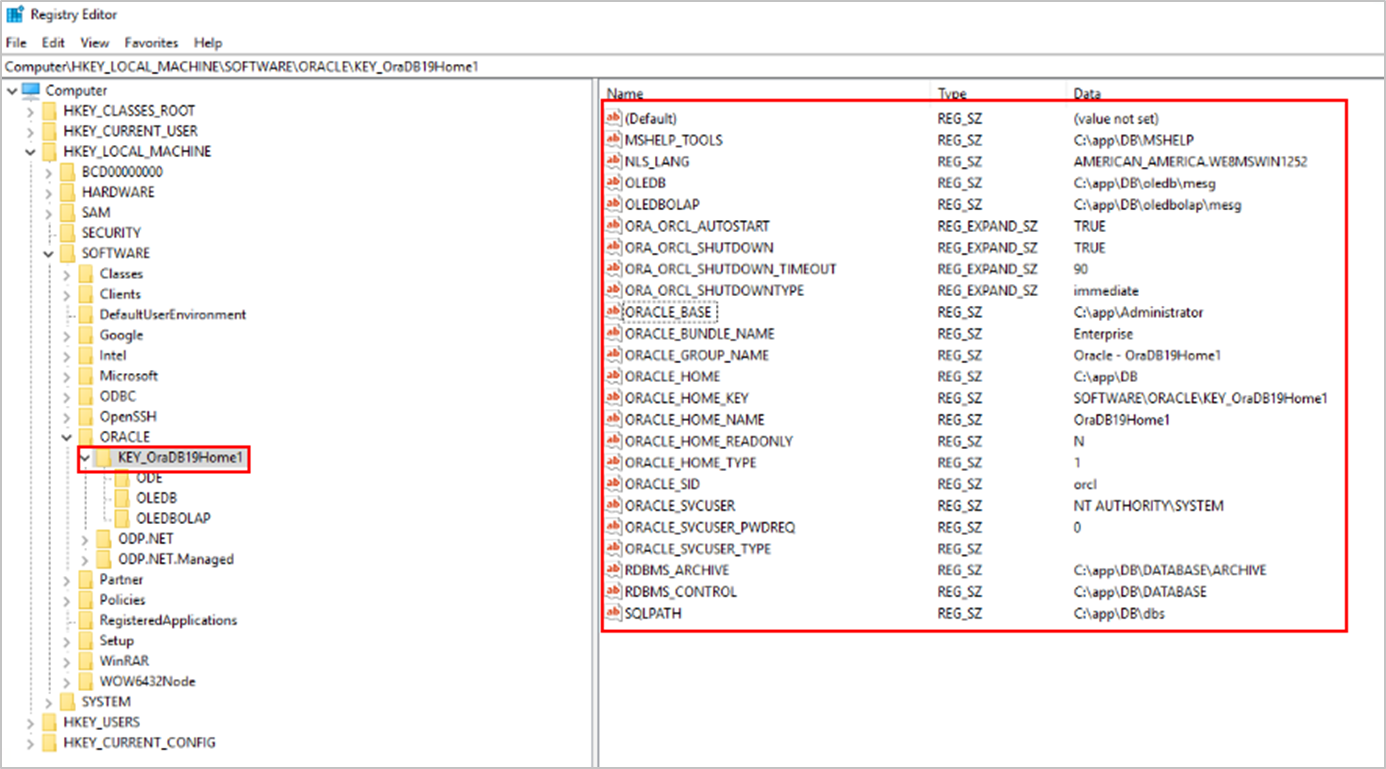 Registry Editor
File Edit View Favorites Help
Computer\HKEY_LOCAL_MACHINE\SOFTWARE\ORACLE\KEY_OraDB19Home1
Computer
HKEY_CLASSES_ROOT
HKEY_CURRENT_USER
HKEY_LOCAL_MACHINE
BCD00000000
HARDWARE
SAM
SECURITY
SOFTWARE
Classes
Clients
DefaultUserEnvironment
Google
Intel
Microsoft
ODBC
OpenSSH
ORACLE
KEY_OraDB19Home1
ODE
OLEDB
OLEDBOLAP
ODP.NET
ODP.NET.Managed
Partner
Policies
RegisteredApplications
Setup
WinRAR
WOW6432Node
SYSTEM
HKEY_USERS
HKEY_CURRENT_CONFIG
Name Type Data
(Default) REG_SZ (value not set)
MSHELP_TOOLS REG_SZ C:\app\DB\MSHELP
NLS_LANG REG_SZ AMERICAN_AMERICA.WE8MSWIN1252
OLEDB REG_SZ C:\app\DB\oledb\mesg
OLEDBOLAP REG_SZ C:\app\DB\oledbolap\mesg
ORA_ORCL_AUTOSTART REG_EXPAND_SZ TRUE
ORA_ORCL_SHUTDOWN REG_EXPAND_SZ TRUE
ORA_ORCL_SHUTDOWN_TIMEOUT REG_EXPAND_SZ 90
ORA_ORCL_SHUTDOWNTYPE REG_EXPAND_SZ immediate
ORACLE_BASE REG_SZ C:\app\Administrator
ORACLE_BUNDLE_NAME REG_SZ Enterprise
ORACLE_GROUP_NAME REG_SZ Oracle - OraDB19Home1
ORACLE_HOME REG_SZ C:\app\DB
ORACLE_HOME_KEY REG_SZ SOFTWARE\ORACLE\KEY_OraDB19Home1
ORACLE_HOME_NAME REG_SZ OraDB19Home1
ORACLE_HOME_READONLY REG_SZ N
ORACLE_HOME_TYPE REG_SZ 1
ORACLE_SID REG_SZ orcl
ORACLE_SVCUSER REG_SZ NT AUTHORITY\SYSTEM
ORACLE_SVCUSER_PWDREQ REG_SZ 0
ORACLE_SVCUSER_TYPE REG_SZ
RDBMS_ARCHIVE REG_SZ C:\app\DB\DATABASE\ARCHIVE
RDBMS_CONTROL REG_SZ C:\app\DB\DATABASE
SQLPATH REG_SZ C:\app\DB\dbs